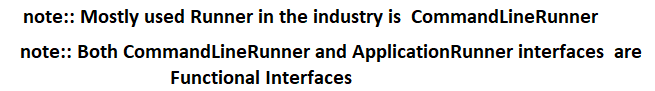 note:: Mostly used Runner in the industry is  CommandLineRunner
note:: Both CommandLineRunner and ApplicationRunner interfaces  are
Functional Interfaces